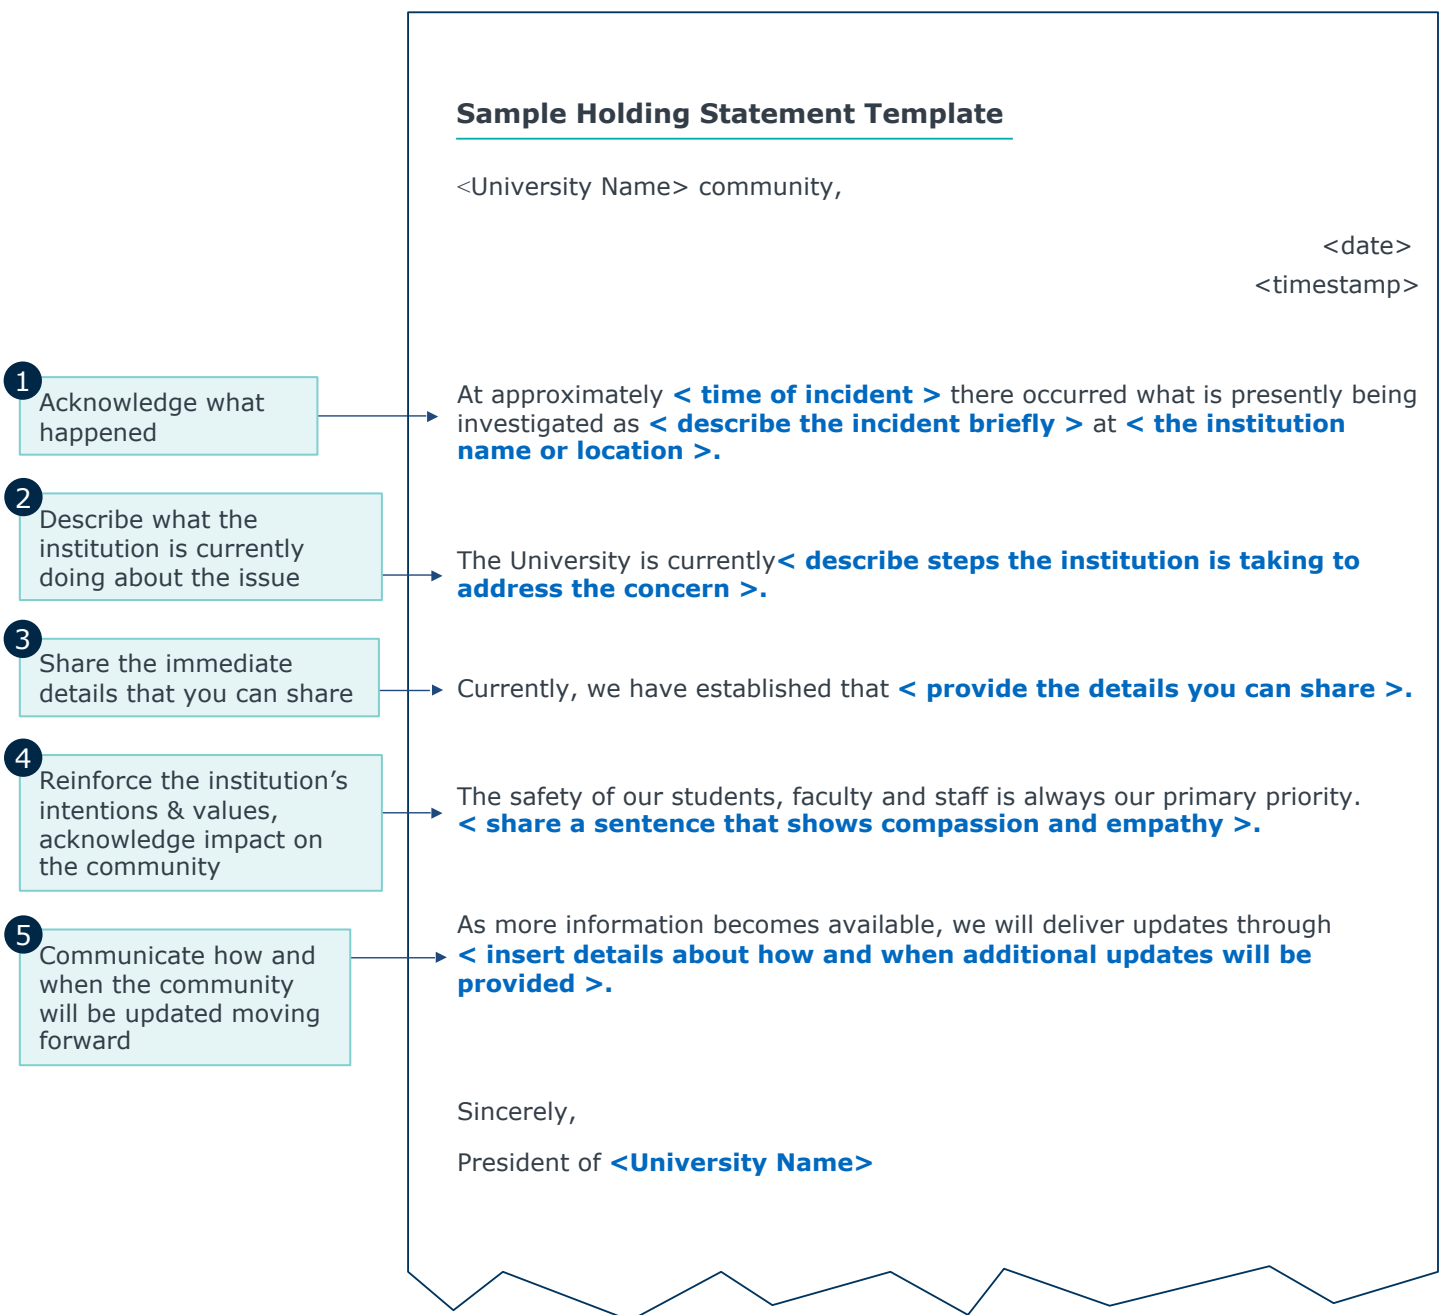 Sample Holding Statement Template
<University Name> community,
<date>
<timestamp>
1
Acknowledge what
happened
At approximately < time of incident > there occurred what is presently being
investigated as < describe the incident briefly > at < the institution
name or location >.
2
Describe what the
institution is currently
doing about the issue
The University is currently< describe steps the institution is taking to
address the concern >.
3
Share the immediate
details that you can share
Currently, we have established that < provide the details you can share >.
4
Reinforce the institution’s
intentions & values,
acknowledge impact on
the community
The safety of our students, faculty and staff is always our primary priority.
< share a sentence that shows compassion and empathy >.
5
Communicate how and
when the community
will be updated moving
forward
As more information becomes available, we will deliver updates through
< insert details about how and when additional updates will be
provided >.
Sincerely,
President of <University Name>